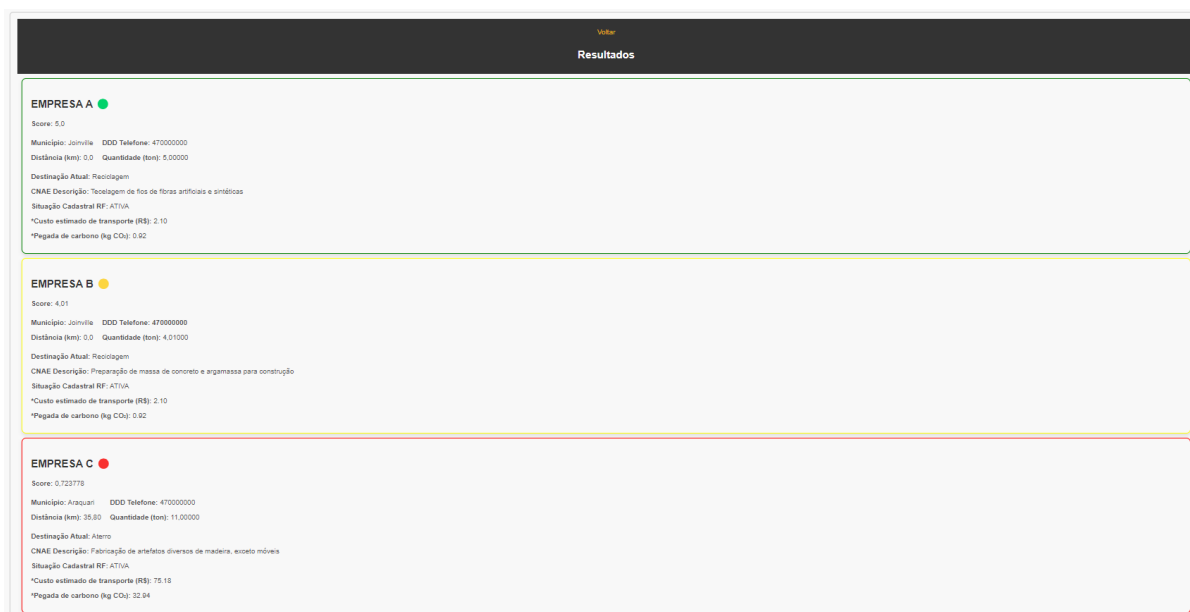 Voltar
Resultados
EMPRESA A
Score: 5,0
Município: Joinville DDD Telefone: 470000000
Distância (km): 0,0 Quantidade (ton): 5,00000
Destinação Atual: Reciclagem
CNAE Descrição: Tecelagem de fios de fibras artificiais e sintéticas
Situação Cadastral RF: ATIVA
*Custo estimado de transporte (R$): 2.10
*Pegada de carbono (kg CO₂): 0.92
EMPRESA B
Score: 4,01
Município: Joinville DDD Telefone: 470000000
Distância (km): 0,0 Quantidade (ton): 4,01000
Destinação Atual: Reciclagem
CNAE Descrição: Preparação de massa de concreto e argamassa para construção
Situação Cadastral RF: ATIVA
*Custo estimado de transporte (R$): 2.10
*Pegada de carbono (kg CO₂): 0.92
EMPRESA C
Score: 0,723778
Município: Araquari DDD Telefone: 470000000
Distância (km): 35,80 Quantidade (ton): 11,00000
Destinação Atual: Aterro
CNAE Descrição: Fabricação de artefatos diversos de madeira, exceto móveis
Situação Cadastral RF: ATIVA
*Custo estimado de transporte (R$): 75.18
*Pegada de carbono (kg CO₂): 32.94